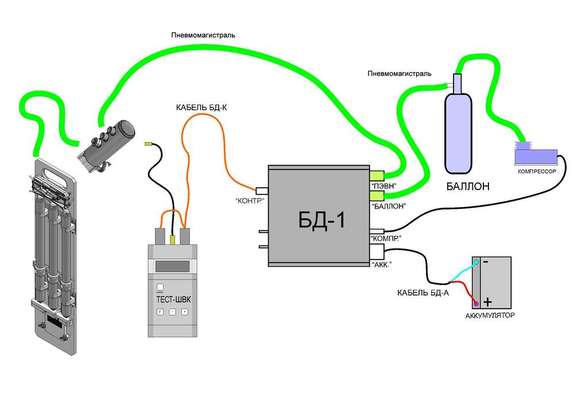 Пневмомагистраль
Пневмомагистраль
КАБЕЛЬ БД-К
КОМПРЕССОР
"ПЭВН"
БАЛЛОН
"КОНТР."
"БАЛЛОН"
БД-1
"КОМПР."
"АКК."
-
КАБЕЛЬ БД-А
ТЕСТ-ШВК
+
АККУМУЛЯТОР